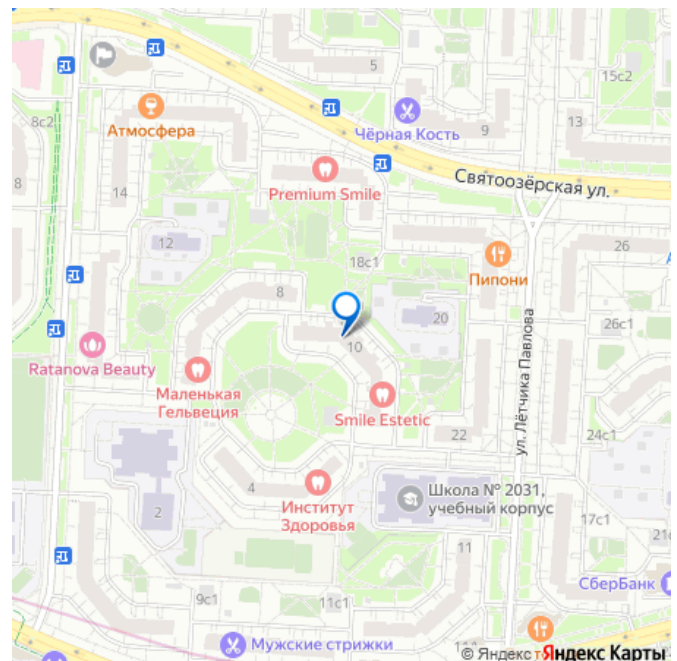 5
15с2
8с2
Атмосфера
Чёрная Кость
9
13
8
14
Premium Smile
Святоозёрская ул.
12
18с1
26
Пипони
8
20
26с1
10
Ratanova Beauty
Маленькая
Гельвеция
Smile Estetic
ул. Лётчика Павлова
22
24с1
4
Институт
Здоровья
Школа № 2031,
учебный корпус
2
17с1
11
СберБанк
9с1
11с1
Мужские стрижки
Яндекс Карты